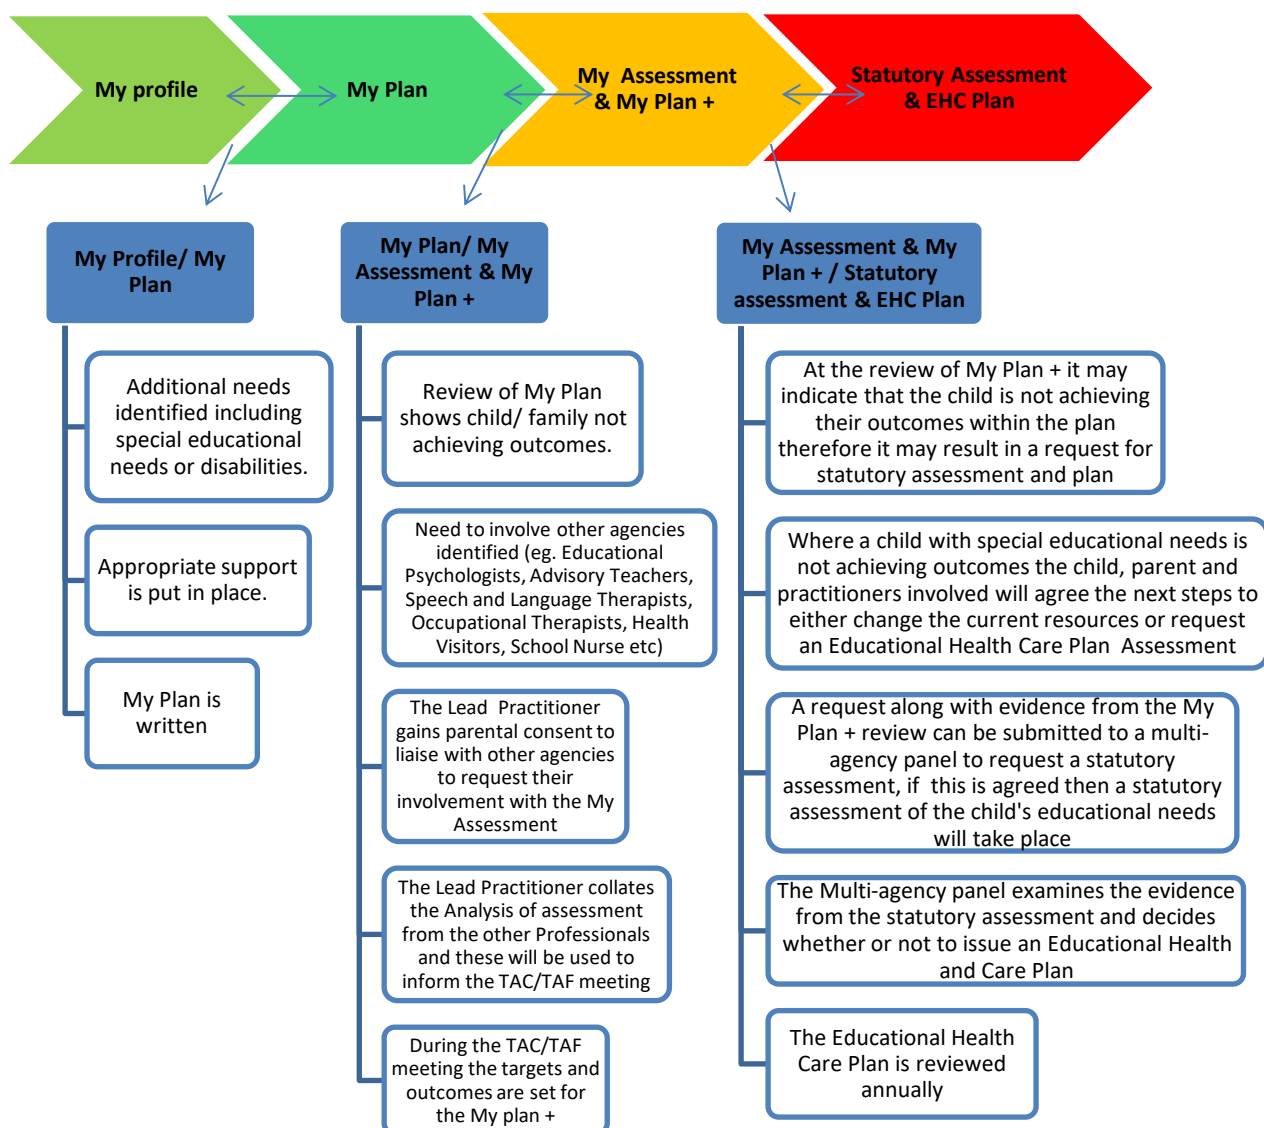 My profile
My Plan
My Assessment
& My Plan +
Statutory Assessment
& EHC Plan
My Profile/ My
Plan
Additional needs
identified including
special educational
needs or disabilities.
Appropriate support
is put in place.
My Plan is
written
My Plan/ My
Assessment & My
Plan +
Review of My Plan
shows child/ family not
achieving outcomes.
Need to involve other agencies
identified (eg. Educational
Psychologists, Advisory Teachers,
Speech and Language Therapists,
Occupational Therapists, Health
Visitors, School Nurse etc)
The Lead Practitioner
gains parental consent to
liaise with other agencies
to request their
involvement with the My
Assessment
The Lead Practitioner collates
the Analysis of assessment
from the other Professionals
and these will be used to
inform the TAC/TAF meeting
During the TAC/TAF
meeting the targets and
outcomes are set for
the My plan +
My Assessment & My
Plan + / Statutory
assessment & EHC Plan
At the review of My Plan + it may
indicate that the child is not achieving
their outcomes within the plan
therefore it may result in a request for
statutory assessment and plan
Where a child with special educational needs is
not achieving outcomes the child, parent and
practitioners involved will agree the next steps to
either change the current resources or request
an Educational Health Care Plan Assessment
A request along with evidence from the My
Plan + review can be submitted to a multi-
agency panel to request a statutory
assessment, if this is agreed then a statutory
assessment of the child's educational needs
will take place
The Multi-agency panel examines the evidence
from the statutory assessment and decides
whether or not to issue an Educational Health
and Care Plan
The Educational Health
Care Plan is reviewed
annually